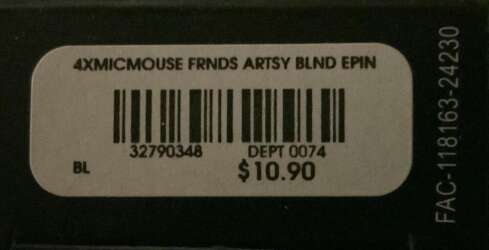 4XMICMOUSE FRNDS ARTSY BLND EPIN
32790348 DEPT 0074
BL $10.90
FAC-118163-24230